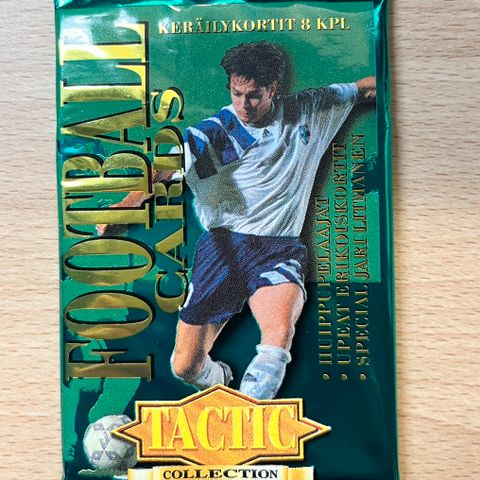 KERÄILYKORTIT 8 KPL
FOOTBALL
CARDS
• HUIPPUPELAAJAT
• UPEAT ERIKOISKORTIT
• SPECIAL JARI LITMANEN
TACTIC
COLLECTION